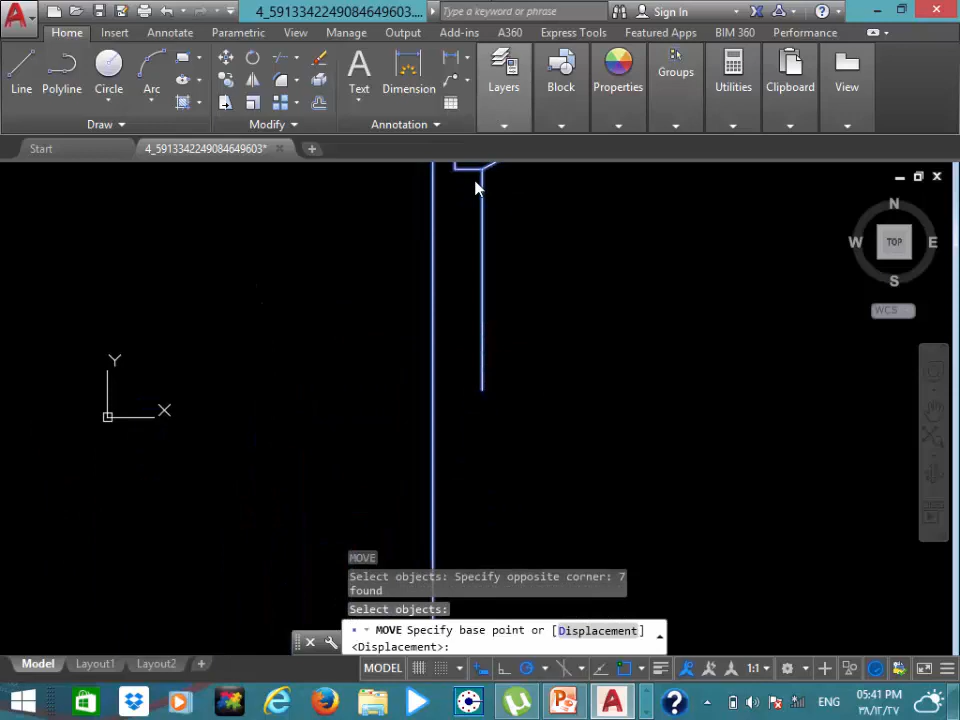 4_5913342249084649603....
Type a keyword or phrase
Sign In
Home Insert Annotate Parametric View Manage Output Add-ins A360 Express Tools Featured Apps BIM 360 Performance
Line Polyline Circle Arc Text Dimension Layers Block Properties Groups Utilities Clipboard View
Draw Modify Annotation
Start 4_5913342249084649603*
N
W TOP E
S
WCS
Y
X
MOVE
Select objects: Specify opposite corner: 7
found
Select objects:
MOVE Specify base point or [Displacement]
<Displacement>:
Model Layout1 Layout2
MODEL 1:1
ENG 05:41 PM
٣٨/١٢/٢٧